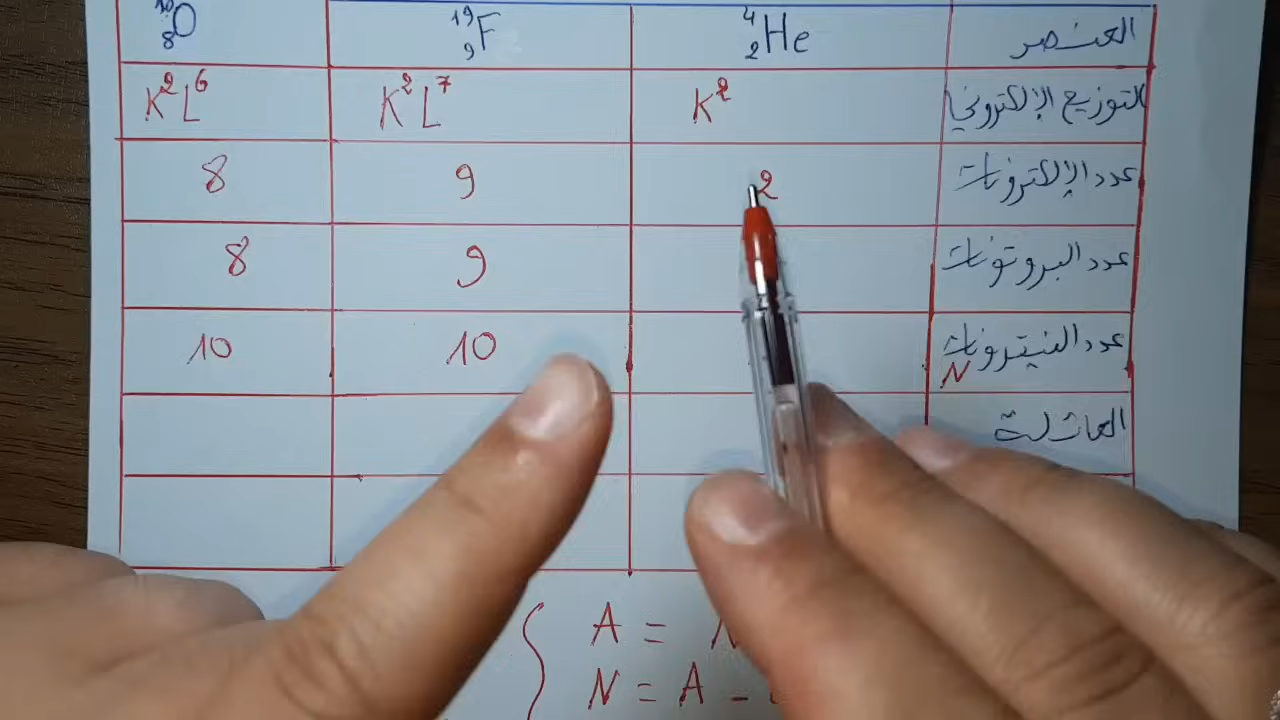 العنصر ⁴₂He ¹⁹₉F ₈O
التوزيع الإلكتروني K² K²L⁷ K²L⁶
عدد الإلكترونات 2 9 8
عدد البروتونات 9 8
عدد النيترونات N 10 10
العائلة
A =
N = A -